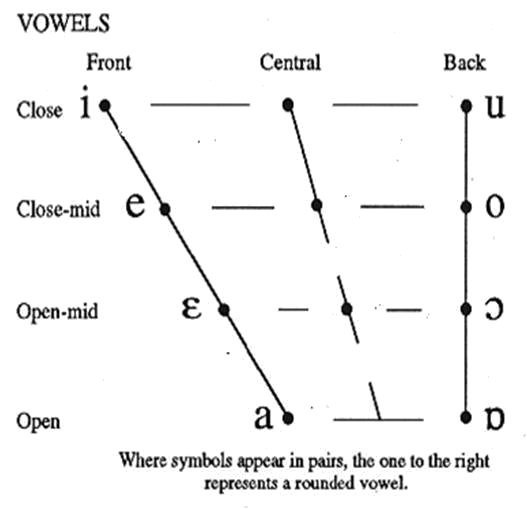 VOWELS
Front Central Back
Close i u
Close-mid e o
Open-mid ɛ ɔ
Open a ɒ
Where symbols appear in pairs, the one to the right
represents a rounded vowel.